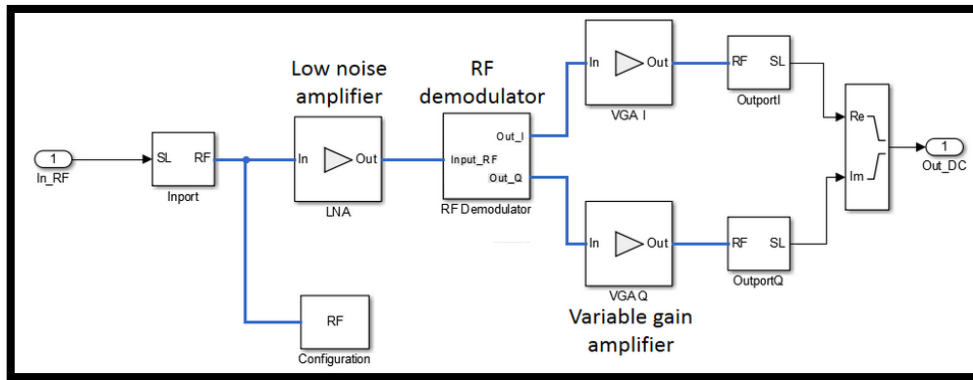 1
In_RF
SL RF
Inport
Low noise
amplifier
In Out
LNA
RF
demodulator
Out_I
Input_RF
Out_Q
RF Demodulator
In Out
VGA I
RF SL
OutportI
In Out
VGA Q
Variable gain
amplifier
RF SL
OutportQ
Re
Im
1
Out_DC
RF
Configuration